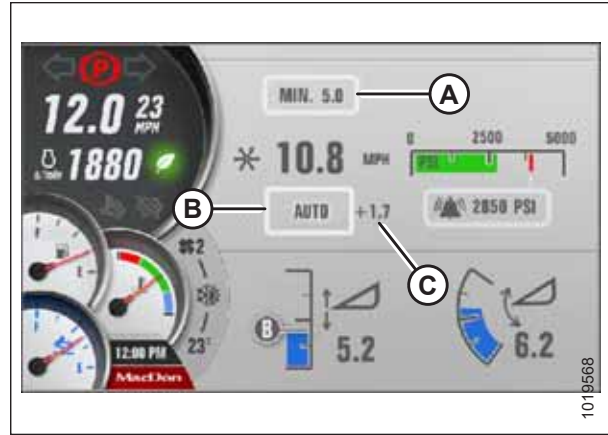 P
12.0 23 MPH
1880
MIN. 5.0
A
10.8 MPH
0 2500 5000
PSI
B
AUTO +1.7
2850 PSI
C
2
23°
F
E
12:00 PM
MacDon
B
5.2
6.2
1019568